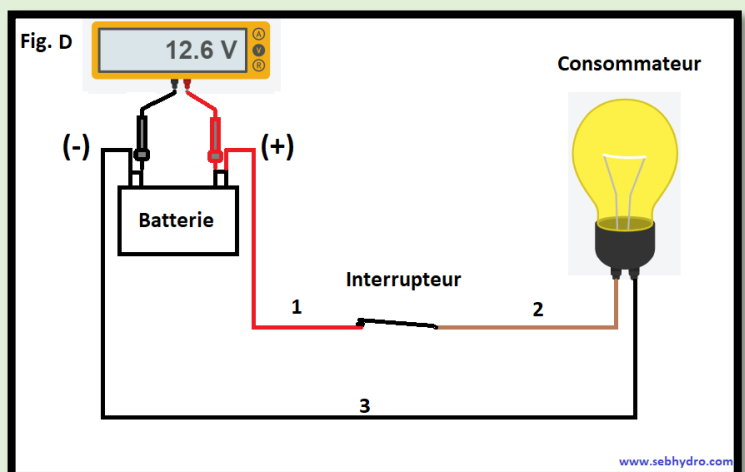 Fig. D
12.6 V
A
V
R
Consommateur
(-)
(+)
Batterie
Interrupteur
1
2
3
www.sebhydro.com